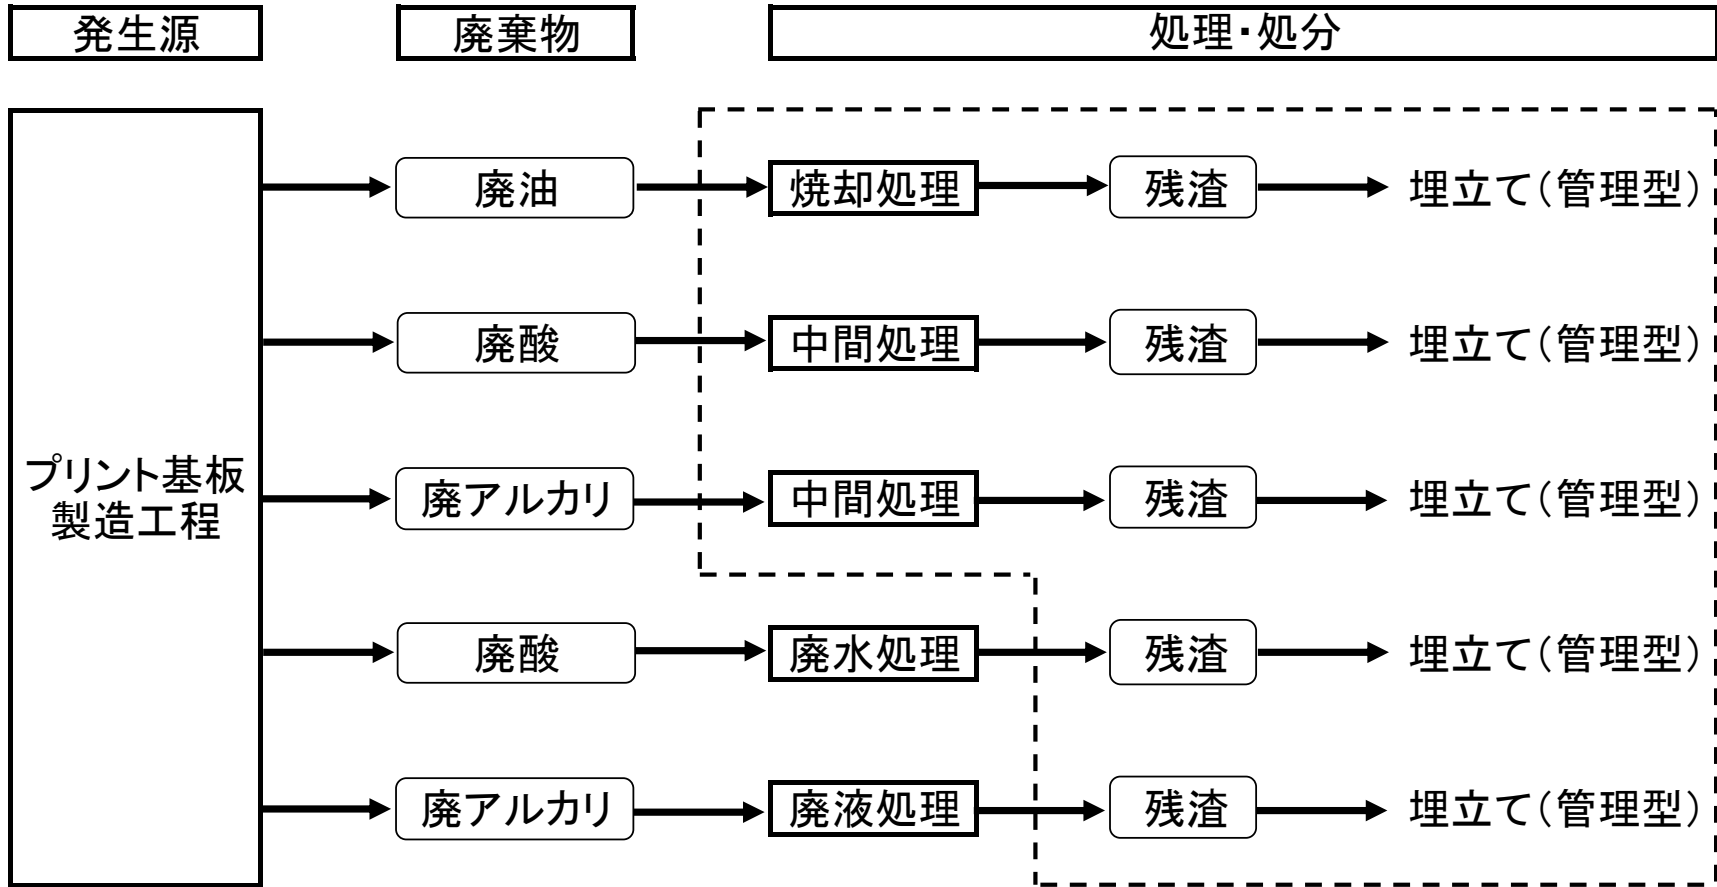 発生源
廃棄物
処理・処分
プリント基板
製造工程
廃油
焼却処理
残渣
埋立て(管理型)
廃酸
中間処理
残渣
埋立て(管理型)
廃アルカリ
中間処理
残渣
埋立て(管理型)
廃酸
廃水処理
残渣
埋立て(管理型)
廃アルカリ
廃液処理
残渣
埋立て(管理型)